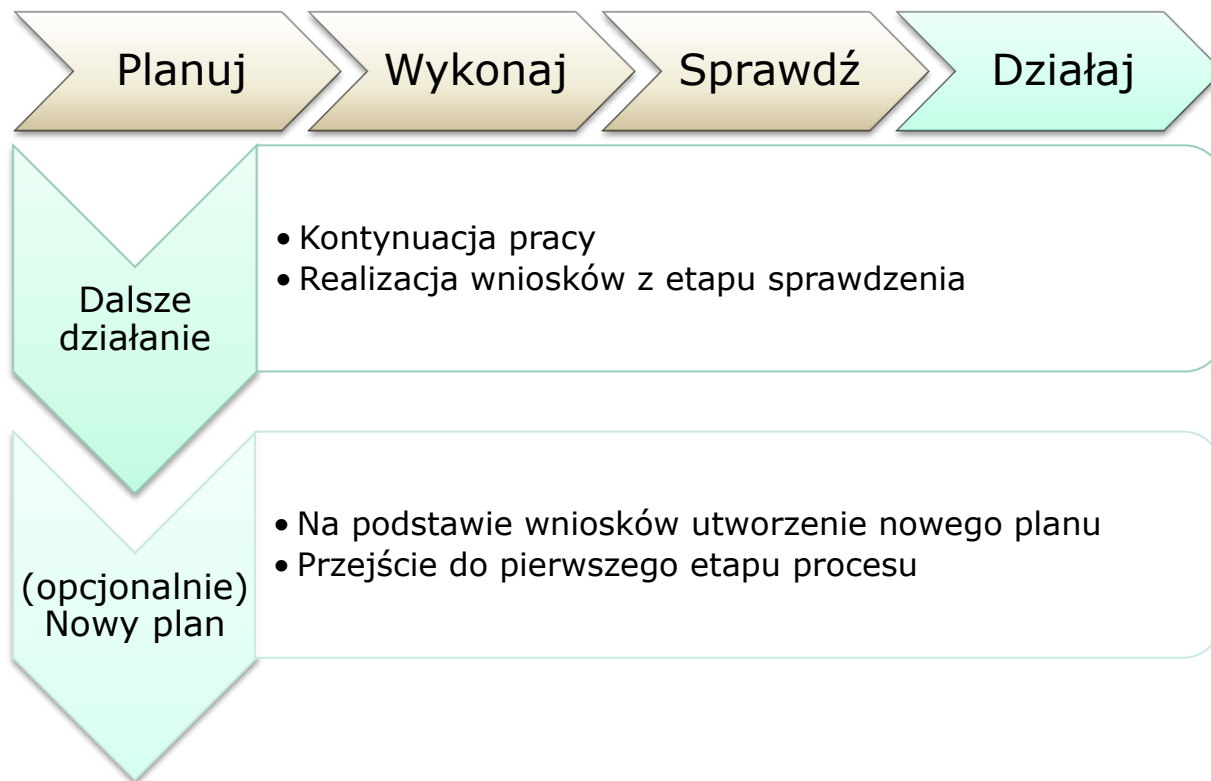 Planuj
Wykonaj
Sprawdź
Działaj
Dalsze
działanie
• Kontynuacja pracy
• Realizacja wniosków z etapu sprawdzenia
(opcjonalnie)
Nowy plan
• Na podstawie wniosków utworzenie nowego planu
• Przejście do pierwszego etapu procesu